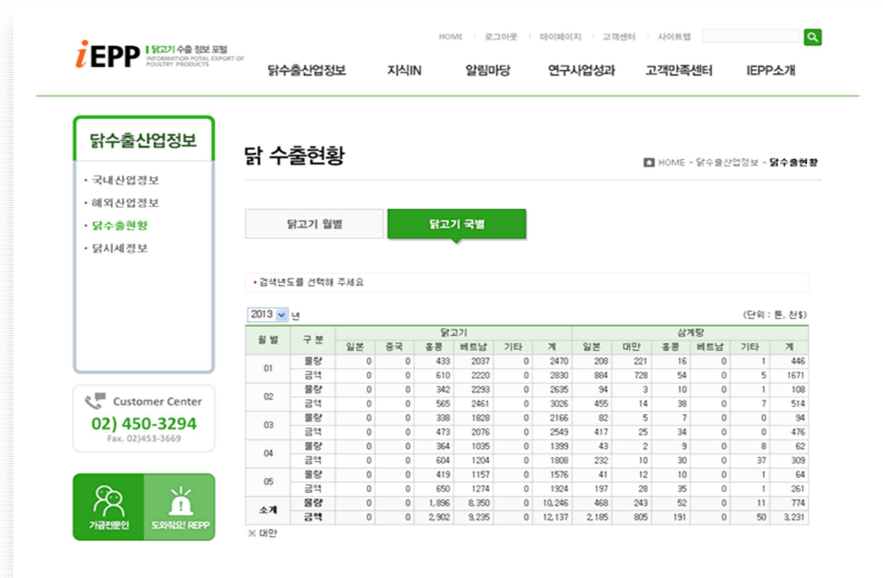 HOME 로그아웃 마이페이지 고객센터 사이트맵
iEPP 닭고기 수출 정보 포털
INFORMATION POTAL EXPORT OF
POULTRY PRODUCTS
닭수출산업정보 지식IN 알림마당 연구사업성과 고객만족센터 IEPP소개
닭수출산업정보
• 국내산업정보
• 해외산업정보
• 닭수출현황
• 닭시세정보
Customer Center
02) 450-3294
Fax. 02)453-3669
가금전문인 도와줘요! REPP
닭 수출현황
HOME - 닭수출산업정보 - 닭수출현황
닭고기 월별 닭고기 국별
• 검색년도를 선택해 주세요
2013 년 (단위 : 톤, 천$)
월 별 구 분 닭고기 삼계탕
일본 중국 홍콩 베트남 기타 계 일본 대만 홍콩 베트남 기타 계
01 물량 0 0 433 2037 0 2470 208 221 16 0 1 446
금액 0 0 610 2220 0 2830 884 728 54 0 5 1671
02 물량 0 0 342 2293 0 2635 94 3 10 0 1 108
금액 0 0 565 2461 0 3026 455 14 38 0 7 514
03 물량 0 0 338 1828 0 2166 82 5 7 0 0 94
금액 0 0 473 2076 0 2549 417 25 34 0 0 476
04 물량 0 0 364 1035 0 1399 43 2 9 0 8 62
금액 0 0 604 1204 0 1808 232 10 30 0 37 309
05 물량 0 0 419 1157 0 1576 41 12 10 0 1 64
금액 0 0 650 1274 0 1924 197 28 35 0 1 261
소계 물량 0 0 1,896 8,350 0 10,246 468 243 52 0 11 774
금액 0 0 2,902 9,235 0 12,137 2,185 805 191 0 50 3,231
※ 대만